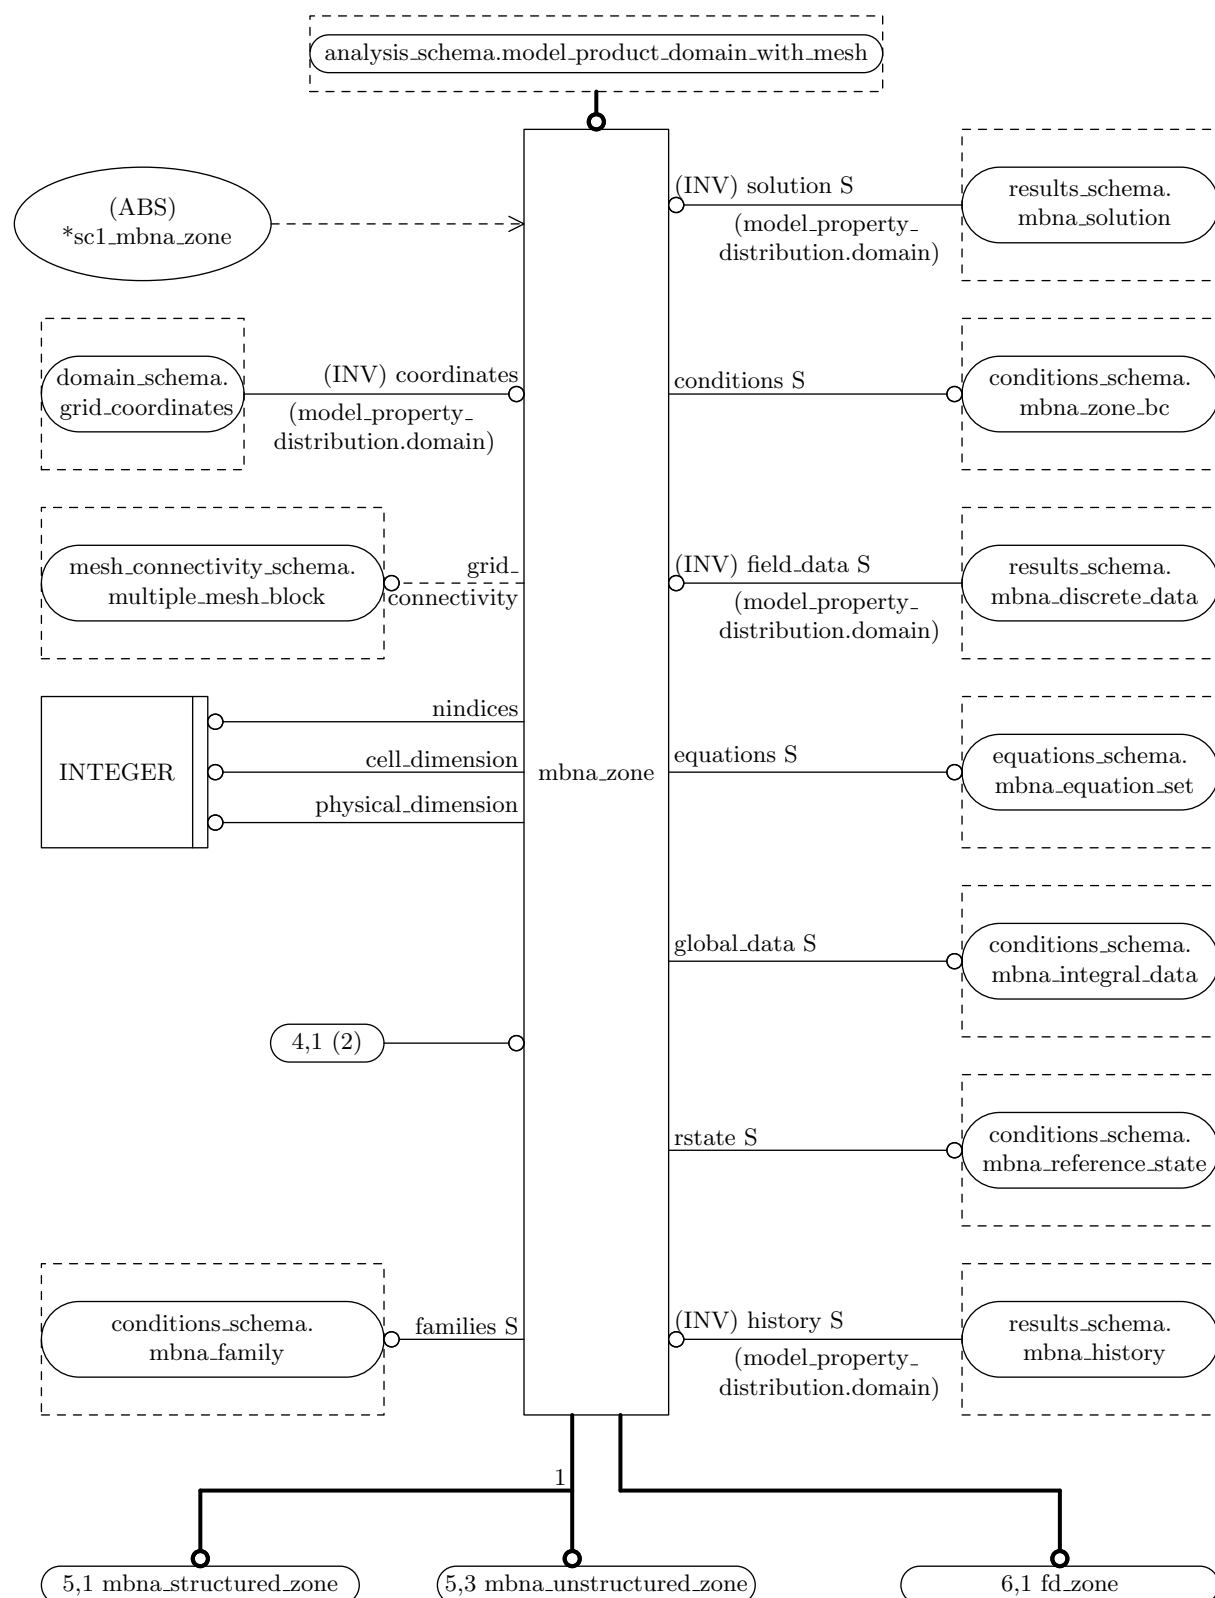 analysis_schema.model_product_domain_with_mesh
(ABS)
*sc1_mbna_zone
(INV) solution S
(model_property_
distribution.domain)
results_schema.
mbna_solution
domain_schema.
grid_coordinates
(INV) coordinates
(model_property_
distribution.domain)
conditions S
conditions_schema.
mbna_zone_bc
mesh_connectivity_schema.
multiple_mesh_block
grid_
connectivity
(INV) field_data S
(model_property_
distribution.domain)
results_schema.
mbna_discrete_data
INTEGER
nindices
cell_dimension
physical_dimension
mbna_zone
equations S
equations_schema.
mbna_equation_set
global_data S
conditions_schema.
mbna_integral_data
4,1 (2)
rstate S
conditions_schema.
mbna_reference_state
conditions_schema.
mbna_family
families S
(INV) history S
(model_property_
distribution.domain)
results_schema.
mbna_history
1
5,1 mbna_structured_zone
5,3 mbna_unstructured_zone
6,1 fd_zone